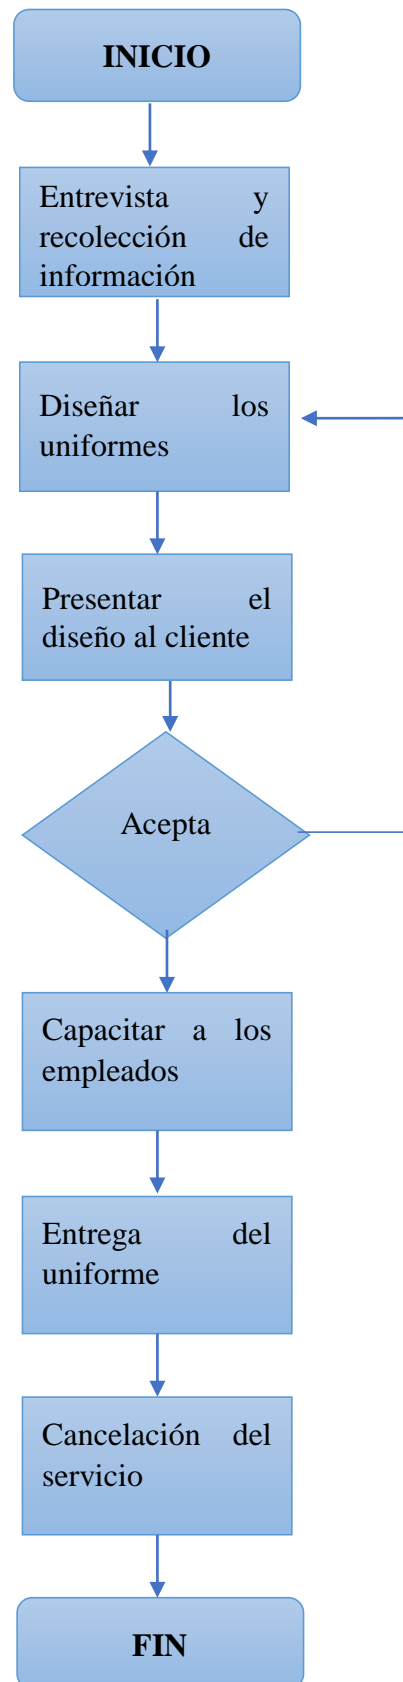 INICIO
Entrevista y
recolección de
información
Diseñar los
uniformes
Presentar el
diseño al cliente
Acepta
Capacitar a los
empleados
Entrega del
uniforme
Cancelación del
servicio
FIN